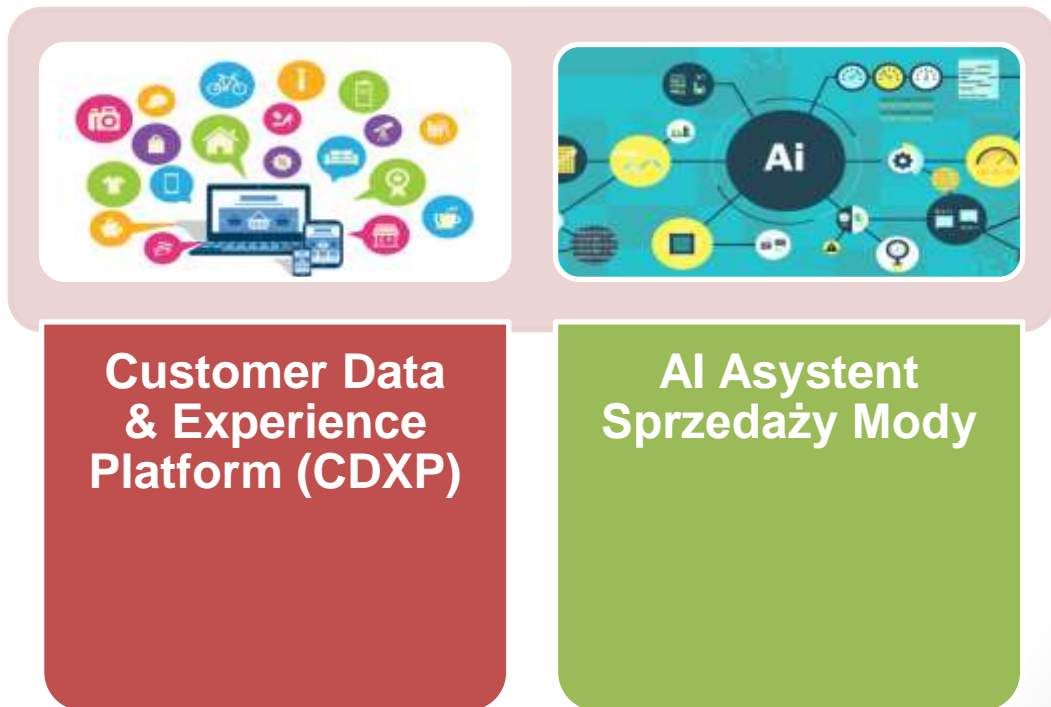 Ai
Customer Data
& Experience
Platform (CDXP)
AI Asystent
Sprzedaży Mody